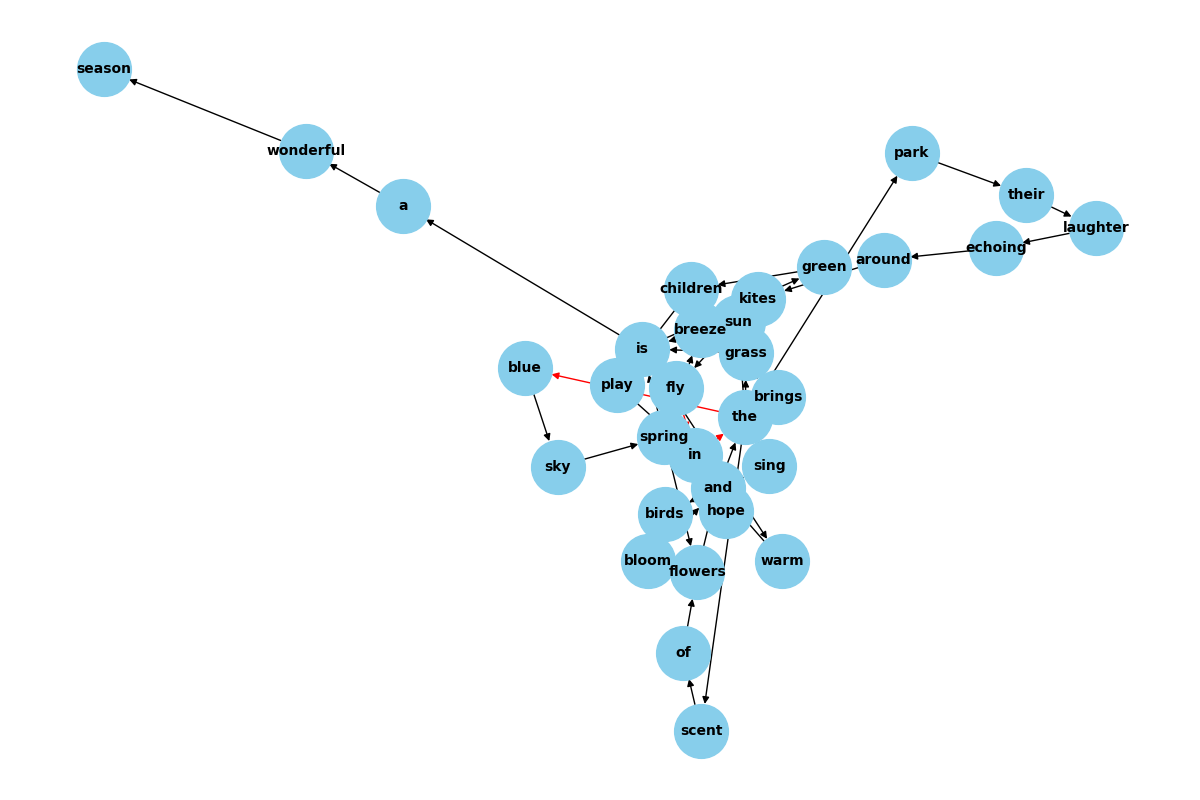 season
wonderful
park
their
a
laughter
echoing
around
green
children
kites
sun
breeze
is
grass
blue
play
fly
brings
the
spring
in
sky
sing
and
hope
birds
bloom
flowers
warm
of
scent